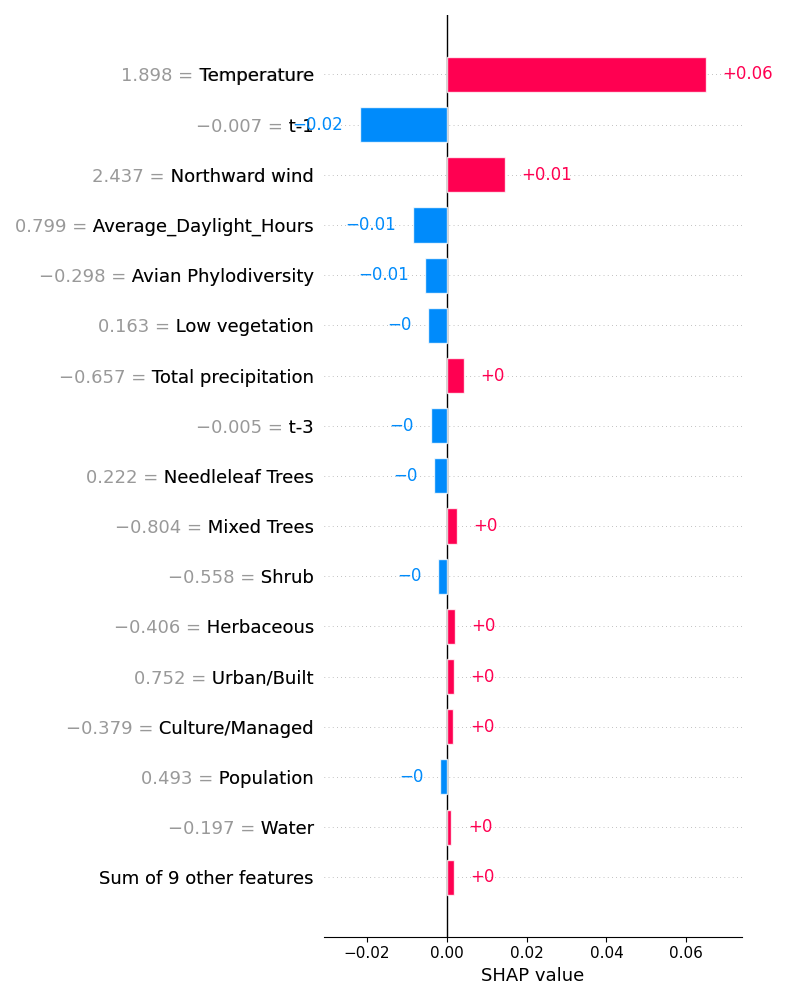 1.898 = Temperature +0.06
−0.007 = t-1 −0.02
2.437 = Northward wind +0.01
0.799 = Average_Daylight_Hours −0.01
−0.298 = Avian Phylodiversity −0.01
0.163 = Low vegetation −0
−0.657 = Total precipitation +0
−0.005 = t-3 −0
0.222 = Needleleaf Trees −0
−0.804 = Mixed Trees +0
−0.558 = Shrub −0
−0.406 = Herbaceous +0
0.752 = Urban/Built +0
−0.379 = Culture/Managed +0
0.493 = Population −0
−0.197 = Water +0
Sum of 9 other features +0
−0.02 0.00 0.02 0.04 0.06
SHAP value